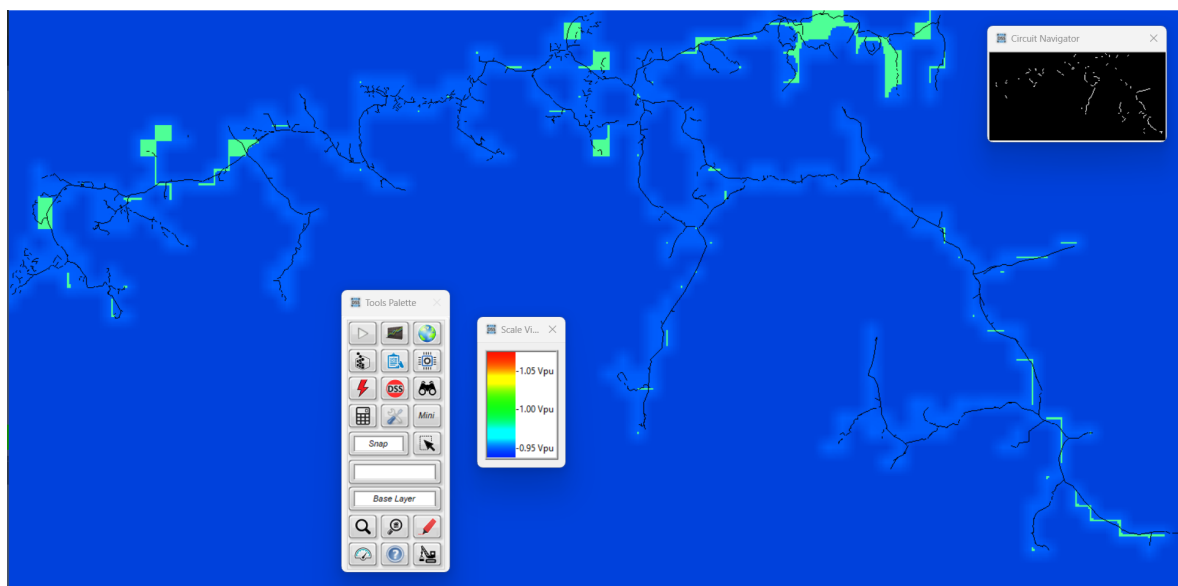 Circuit Navigator
Tools Palette
Scale Vi...
-1.05 Vpu
-1.00 Vpu
-0.95 Vpu
DSS
Mini
Snap
Base Layer